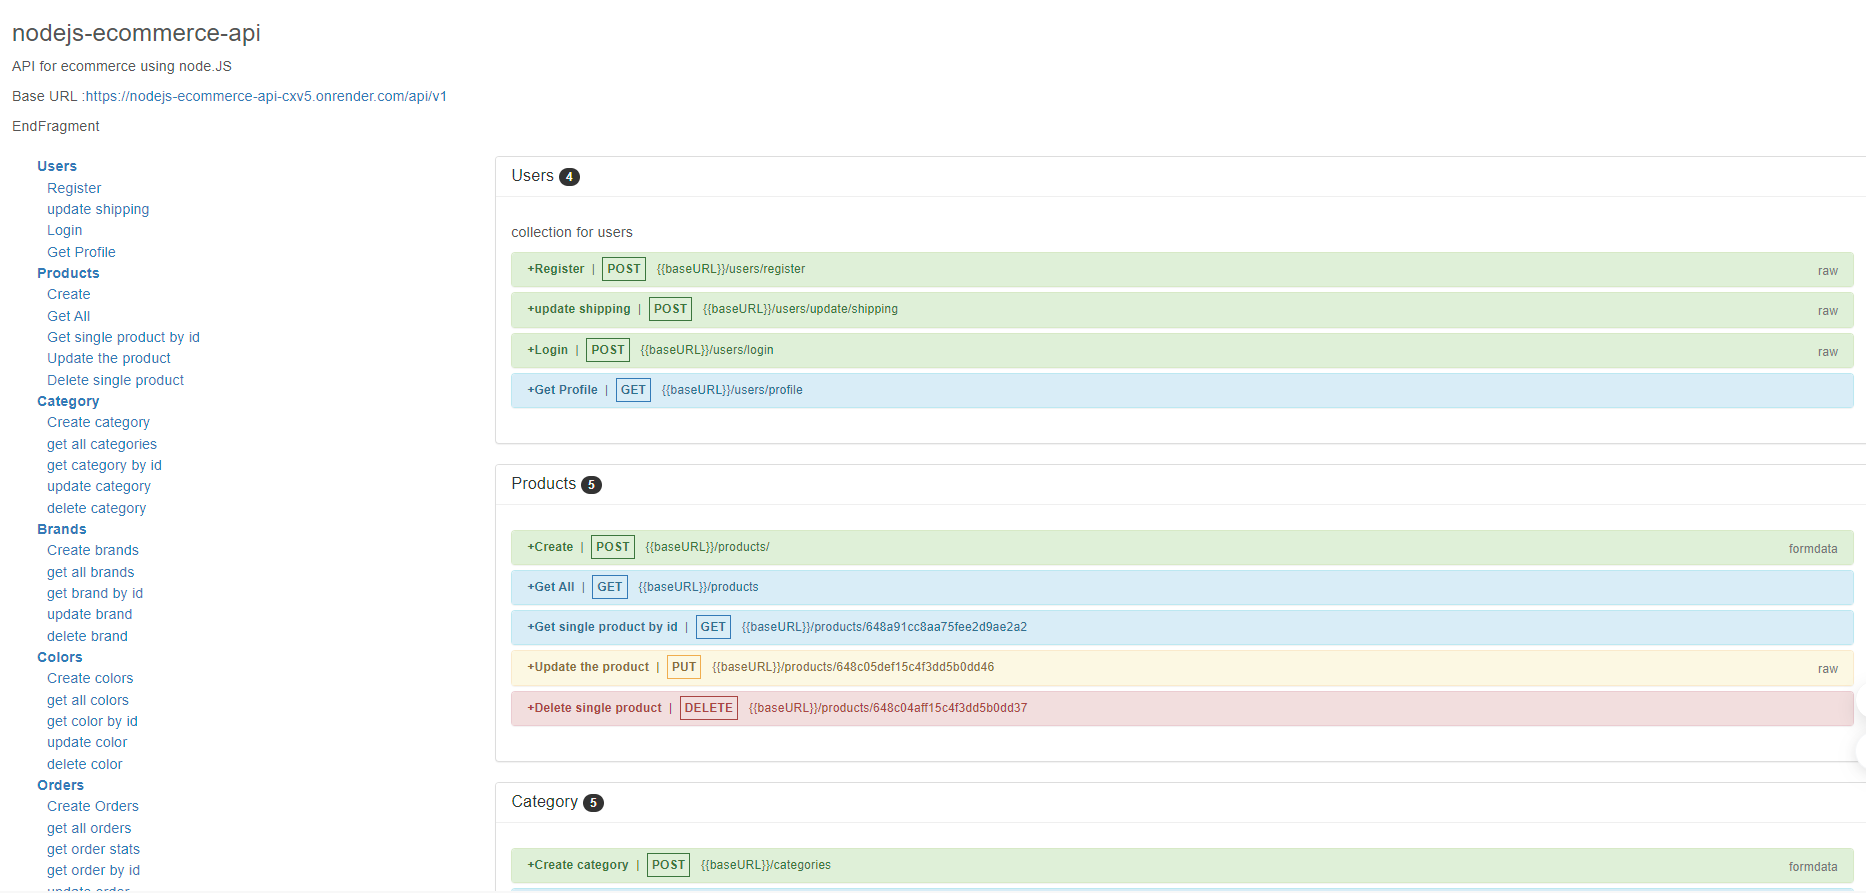 nodejs-ecommerce-api
API for ecommerce using node.JS
Base URL :https://nodejs-ecommerce-api-cxv5.onrender.com/api/v1
EndFragment
Users
Register
update shipping
Login
Get Profile
Products
Create
Get All
Get single product by id
Update the product
Delete single product
Category
Create category
get all categories
get category by id
update category
delete category
Brands
Create brands
get all brands
get brand by id
update brand
delete brand
Colors
Create colors
get all colors
get color by id
update color
delete color
Orders
Create Orders
get all orders
get order stats
get order by id
update order
Users 4
collection for users
+Register | POST {{baseURL}}/users/register raw
+update shipping | POST {{baseURL}}/users/update/shipping raw
+Login | POST {{baseURL}}/users/login raw
+Get Profile | GET {{baseURL}}/users/profile
Products 5
+Create | POST {{baseURL}}/products/ formdata
+Get All | GET {{baseURL}}/products
+Get single product by id | GET {{baseURL}}/products/648a91cc8aa75fee2d9ae2a2
+Update the product | PUT {{baseURL}}/products/648c05def15c4f3dd5b0dd46 raw
+Delete single product | DELETE {{baseURL}}/products/648c04aff15c4f3dd5b0dd37
Category 5
+Create category | POST {{baseURL}}/categories formdata